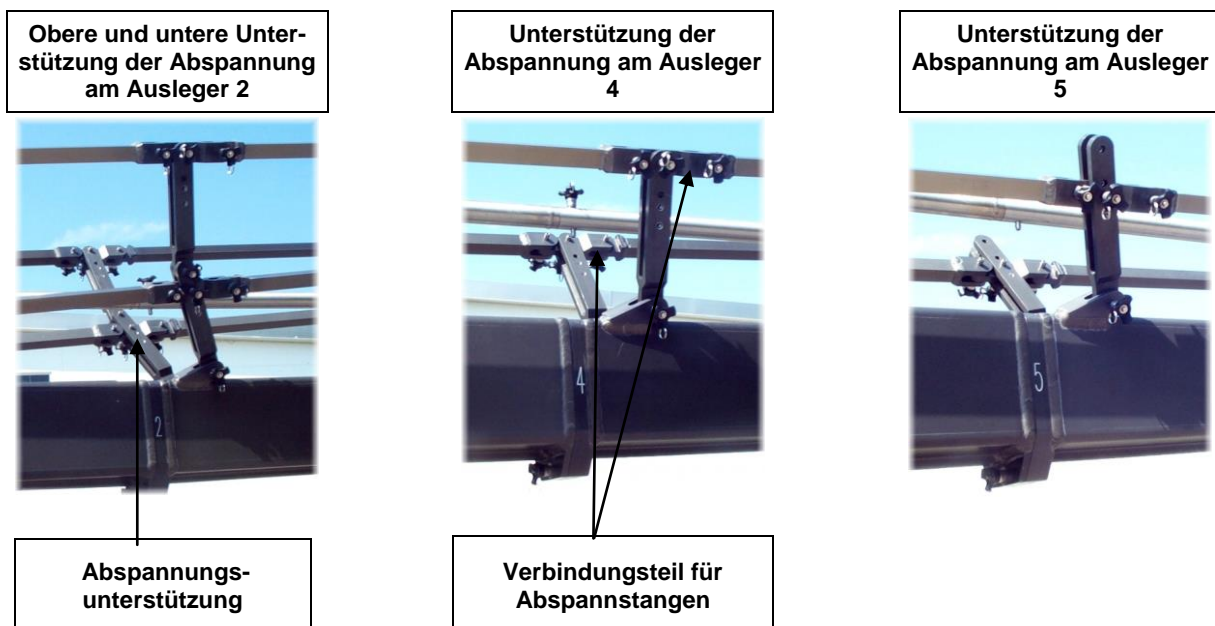 Obere und untere Unter-
stützung der Abspannung
am Ausleger 2
Unterstützung der
Abspannung am Ausleger
4
Unterstützung der
Abspannung am Ausleger
5
2
4
5
Abspannungs-
unterstützung
Verbindungsteil für
Abspannstangen